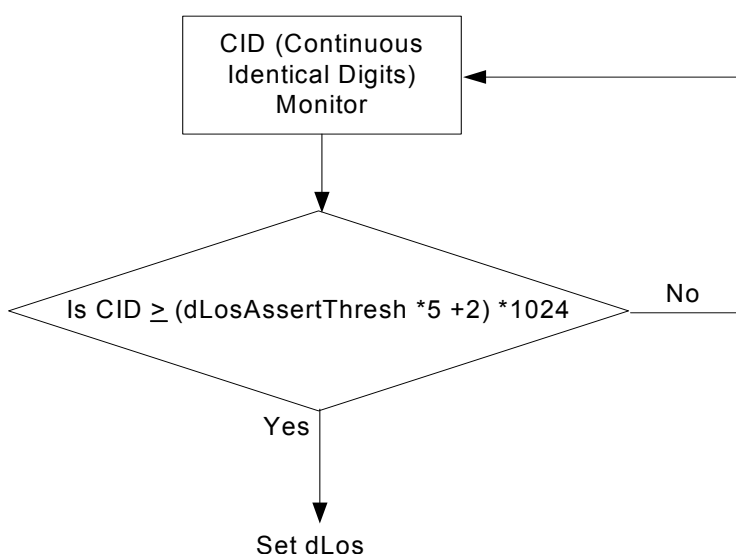 CID (Continuous
Identical Digits)
Monitor
Is CID ≥ (dLosAssertThresh *5 +2) *1024
No
Yes
Set dLos